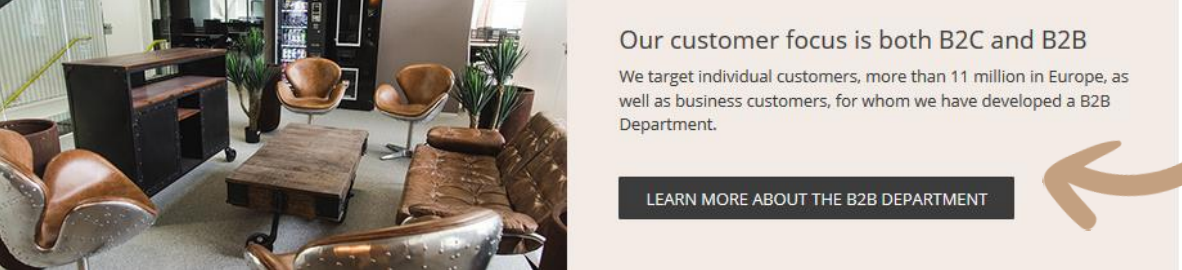 Our customer focus is both B2C and B2B
We target individual customers, more than 11 million in Europe, as
well as business customers, for whom we have developed a B2B
Department.
LEARN MORE ABOUT THE B2B DEPARTMENT